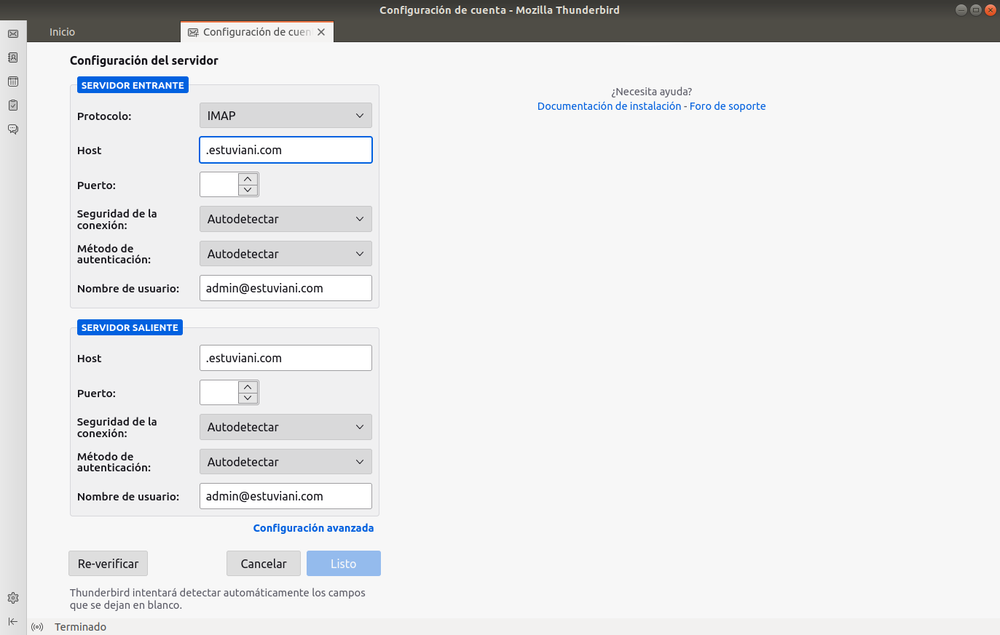 Configuración de cuenta - Mozilla Thunderbird
Inicio
Configuración de cuen
Configuración del servidor
SERVIDOR ENTRANTE
Protocolo:
IMAP
Host
.estuviani.com
Puerto:
Seguridad de la
conexión:
Autodetectar
Método de
autenticación:
Autodetectar
Nombre de usuario:
admin@estuviani.com
SERVIDOR SALIENTE
Host
.estuviani.com
Puerto:
Seguridad de la
conexión:
Autodetectar
Método de
autenticación:
Autodetectar
Nombre de usuario:
admin@estuviani.com
Configuración avanzada
Re-verificar
Cancelar
Listo
Thunderbird intentará detectar automáticamente los campos
que se dejan en blanco.
¿Necesita ayuda?
Documentación de instalación - Foro de soporte
Terminado